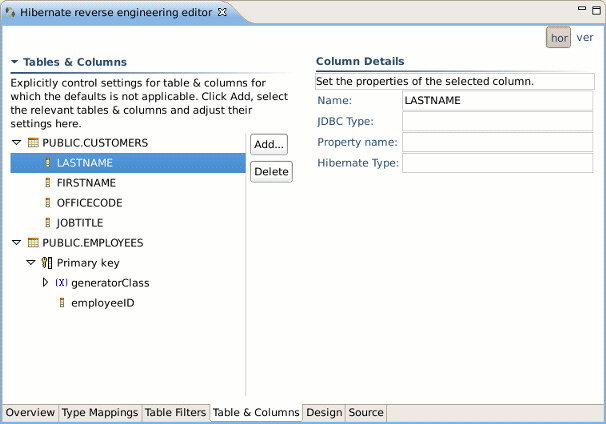 Hibernate reverse engineering editor
hor ver
Tables & Columns
Explicitly control settings for table & columns for
which the defaults is not applicable. Click Add, select
the relevant tables & columns and adjust their
settings here.
PUBLIC.CUSTOMERS
LASTNAME
FIRSTNAME
OFFICECODE
JOBTITLE
PUBLIC.EMPLOYEES
Primary key
(X) generatorClass
employeeID
Add...
Delete
Column Details
Set the properties of the selected column.
Name: LASTNAME
JDBC Type:
Property name:
Hibernate Type:
Overview Type Mappings Table Filters Table & Columns Design Source